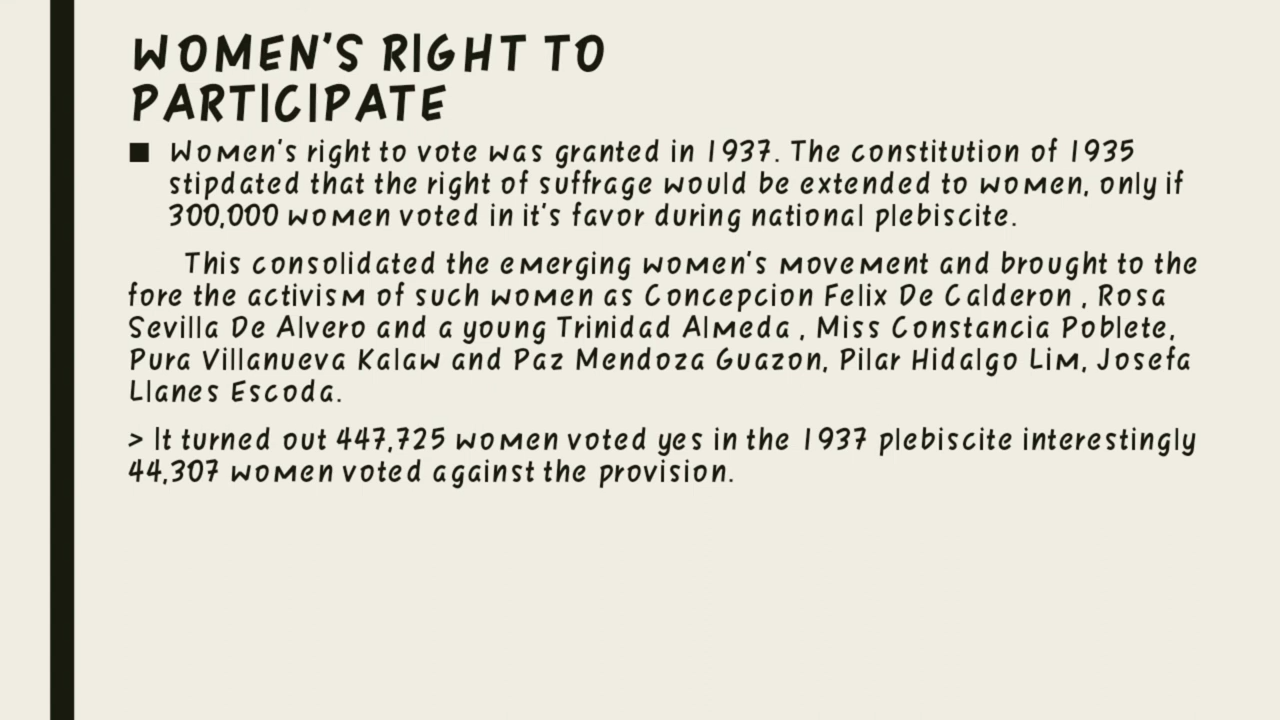 WOMEN'S RIGHT TO
PARTICIPATE
■ Women's right to vote was granted in 1937. The constitution of 1935
stipdated that the right of suffrage would be extended to women, only if
300,000 women voted in it's favor during national plebiscite.
This consolidated the emerging women's movement and brought to the
fore the activism of such women as Concepcion Felix De Calderon , Rosa
Sevilla De Alvero and a young Trinidad Almeda , Miss Constancia Poblete,
Pura Villanueva Kalaw and Paz Mendoza Guazon, Pilar Hidalgo Lim, Josefa
Llanes Escoda.
> It turned out 447,725 women voted yes in the 1937 plebiscite interestingly
44,307 women voted against the provision.